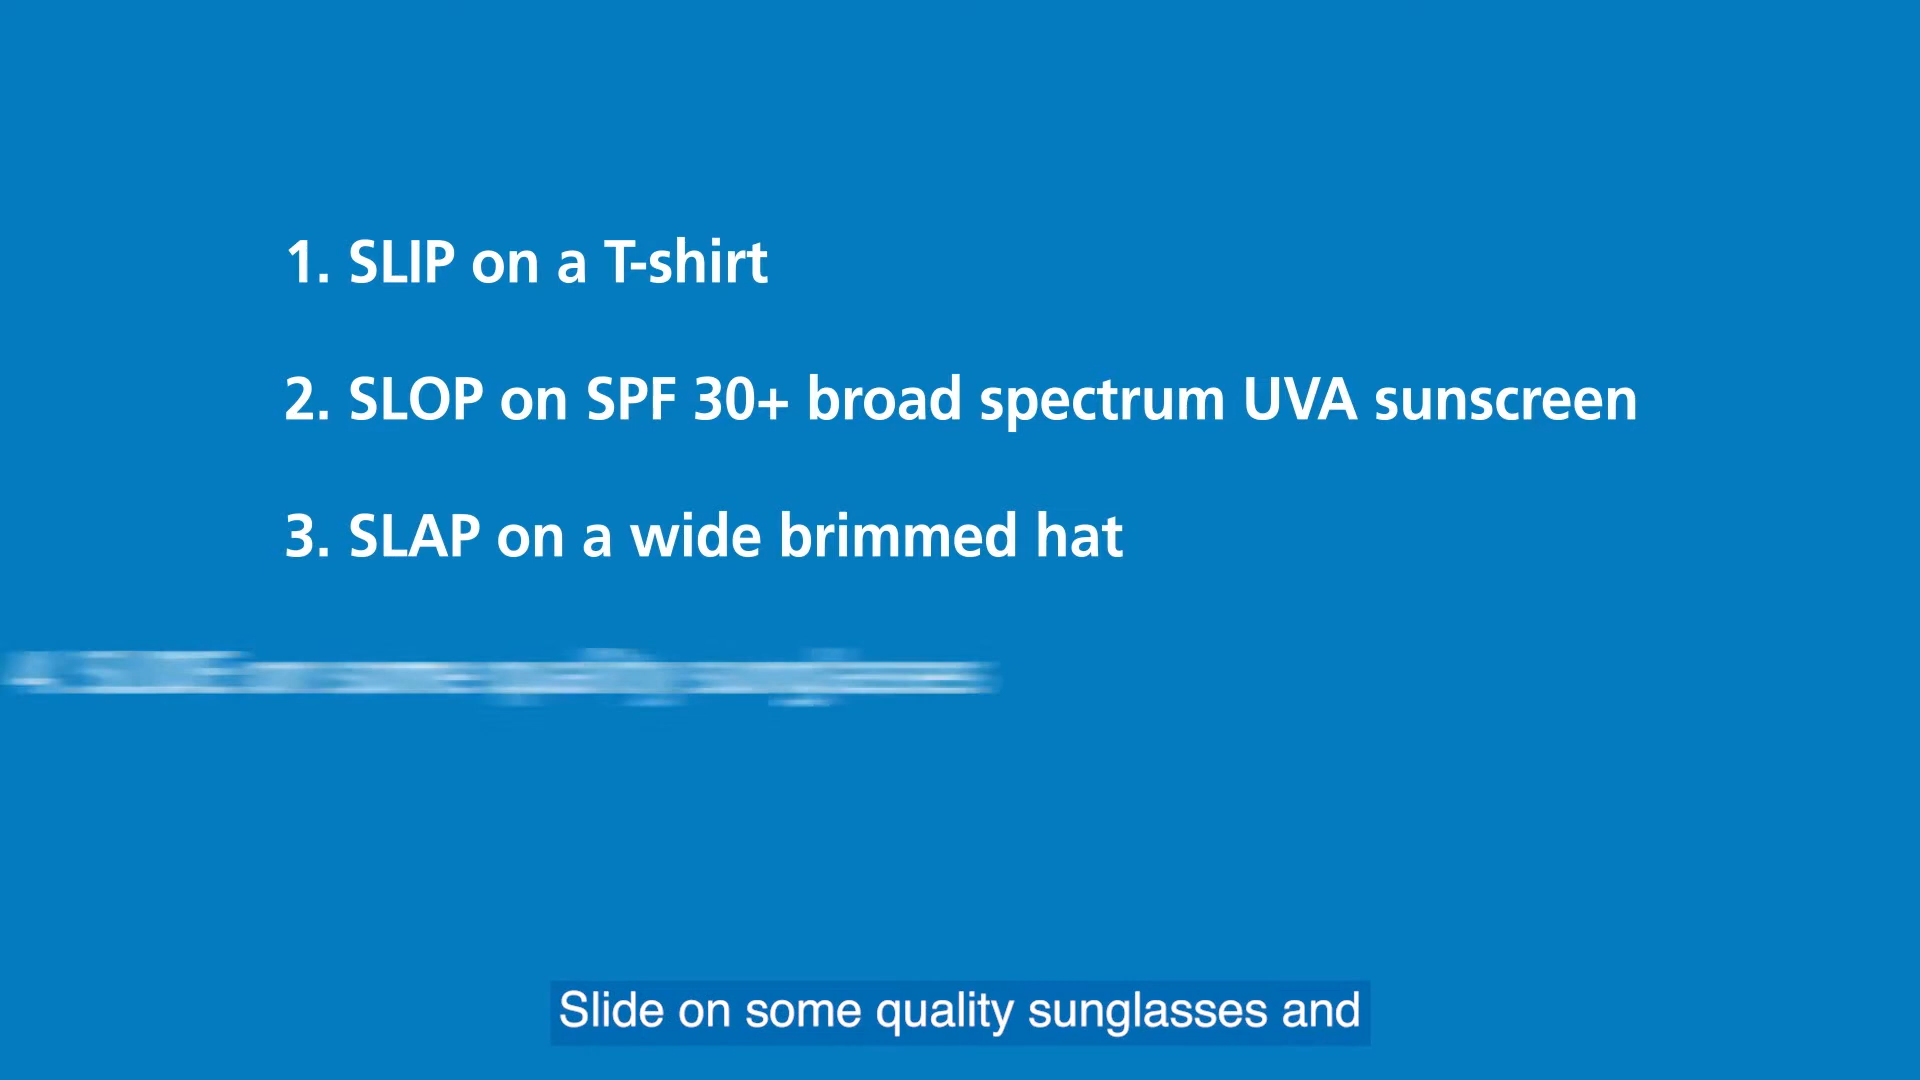 1. SLIP on a T-shirt
2. SLOP on SPF 30+ broad spectrum UVA sunscreen
3. SLAP on a wide brimmed hat
Slide on some quality sunglasses and